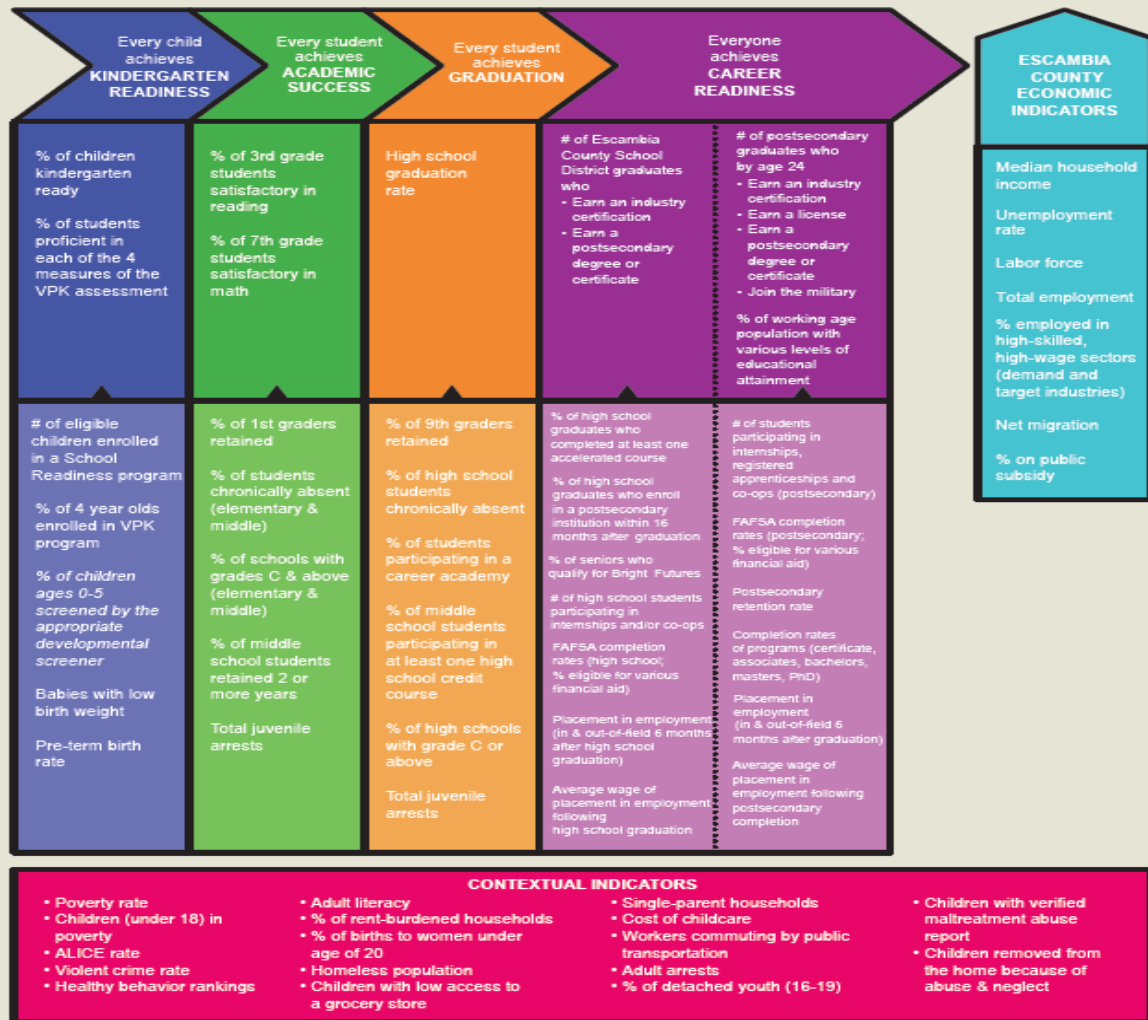 Every child
achieves
KINDERGARTEN
READINESS
Every student
achieves
ACADEMIC
SUCCESS
Every student
achieves
GRADUATION
Everyone
achieves
CAREER
READINESS
ESCAMBIA
COUNTY
ECONOMIC
INDICATORS
% of children
kindergarten
ready
% of students
proficient in
each of the 4
measures of the
VPK assessment
% of 3rd grade
students
satisfactory in
reading
% of 7th grade
students
satisfactory in
math
High school
graduation
rate
# of Escambia
County School
District graduates
who
- Earn an industry
certification
- Earn a
postsecondary
degree or
certificate
# of postsecondary
graduates who
by age 24
- Earn an industry
certification
- Earn a license
- Earn a
postsecondary
degree or
certificate
- Join the military
% of working age
population with
various levels of
educational
attainment
Median household
income
Unemployment
rate
Labor force
Total employment
% employed in
high-skilled,
high-wage sectors
(demand and
target industries)
Net migration
% on public
subsidy
# of eligible
children enrolled
in a School
Readiness program
% of 4 year olds
enrolled in VPK
program
% of children
ages 0-5
screened by the
appropriate
developmental
screener
Babies with low
birth weight
Pre-term birth
rate
% of 1st graders
retained
% of students
chronically absent
(elementary &
middle)
% of schools with
grades C & above
(elementary &
middle)
% of middle
school students
retained 2 or
more years
Total juvenile
arrests
% of 9th graders
retained
% of high school
students
chronically absent
% of students
participating in a
career academy
% of middle
school students
participating in
at least one high
school credit
course
% of high schools
with grade C or
above
Total juvenile
arrests
% of high school
graduates who
completed at least one
accelerated course
% of high school
graduates who enroll
in a postsecondary
institution within 16
months after graduation
% of seniors who
qualify for Bright Futures
# of high school students
participating in
internships and/or co-ops
FAFSA completion
rates (high school;
% eligible for various
financial aid)
Placement in employment
(in & out-of-field 6 months
after high school
graduation)
Average wage of
placement in employment
following
high school graduation
# of students
participating in
internships,
registered
apprenticeships and
co-ops (postsecondary)
FAFSA completion
rates (postsecondary;
% eligible for various
financial aid)
Postsecondary
retention rate
Completion rates
of programs (certificate,
associates, bachelors,
masters, PhD)
Placement in
employment
(in & out-of-field 6
months after graduation)
Average wage of
placement in
employment following
postsecondary
completion
CONTEXTUAL INDICATORS
• Poverty rate
• Children (under 18) in
poverty
• ALICE rate
• Violent crime rate
• Healthy behavior rankings
• Adult literacy
• % of rent-burdened households
• % of births to women under
age of 20
• Homeless population
• Children with low access to
a grocery store
• Single-parent households
• Cost of childcare
• Workers commuting by public
transportation
• Adult arrests
• % of detached youth (16-19)
• Children with verified
maltreatment abuse
report
• Children removed from
the home because of
abuse & neglect